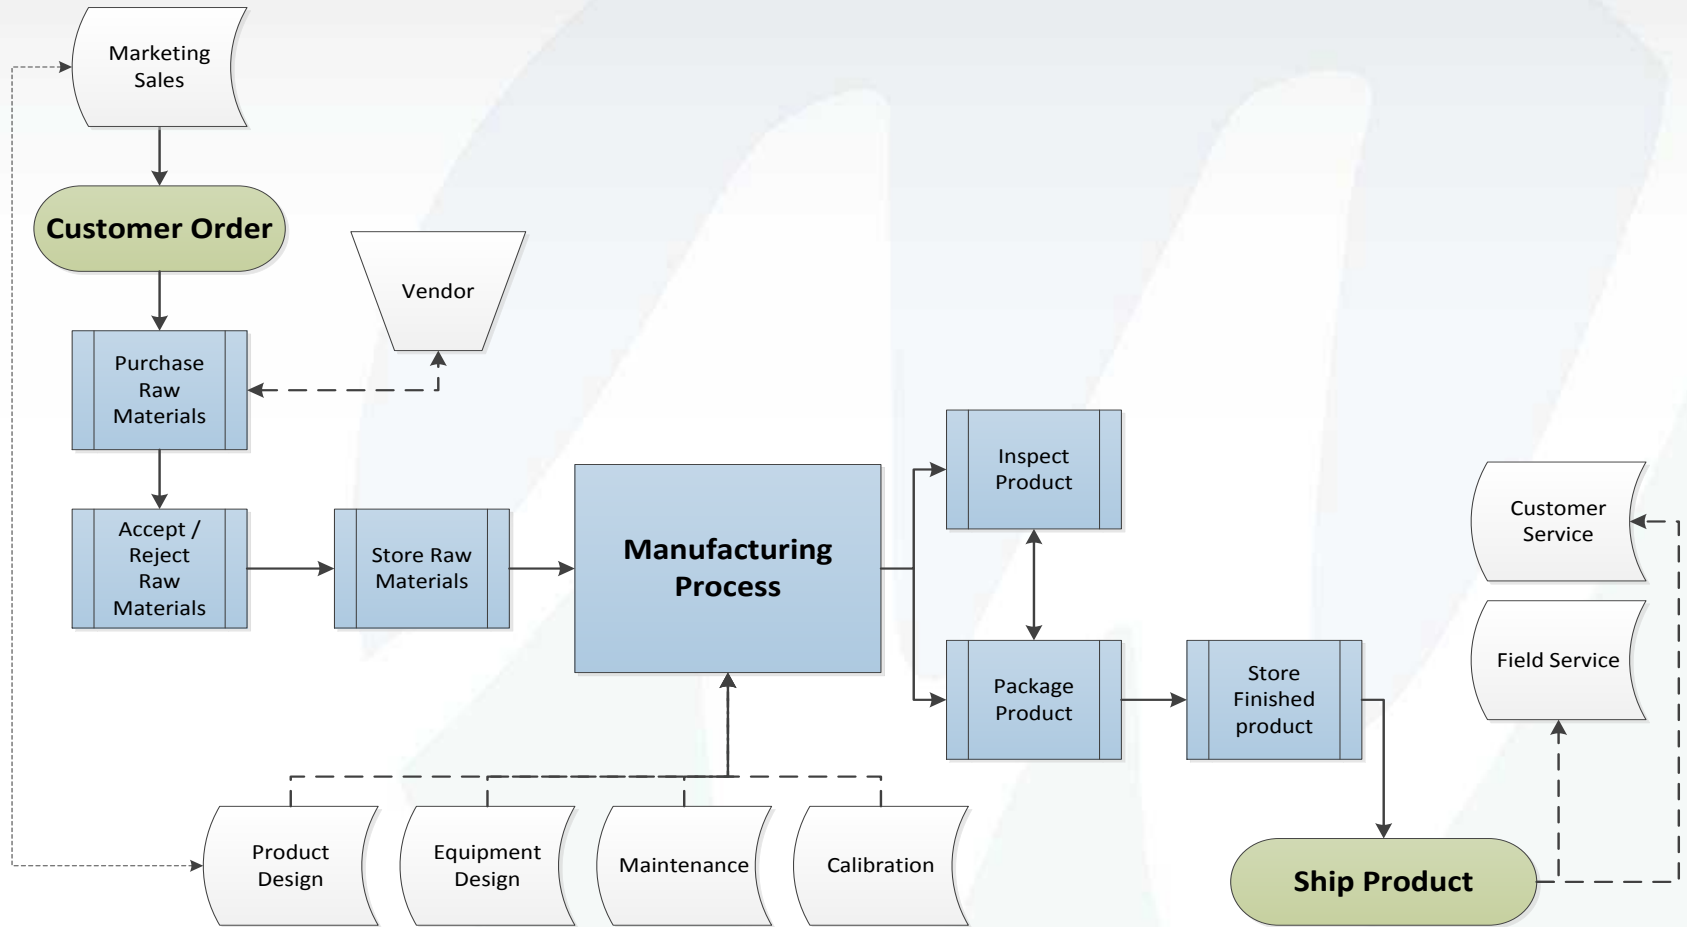 Marketing
Sales
Customer Order
Vendor
Purchase
Raw
Materials
Accept /
Reject
Raw
Materials
Store Raw
Materials
Manufacturing
Process
Inspect
Product
Package
Product
Store
Finished
product
Customer
Service
Field Service
Product
Design
Equipment
Design
Maintenance
Calibration
Ship Product